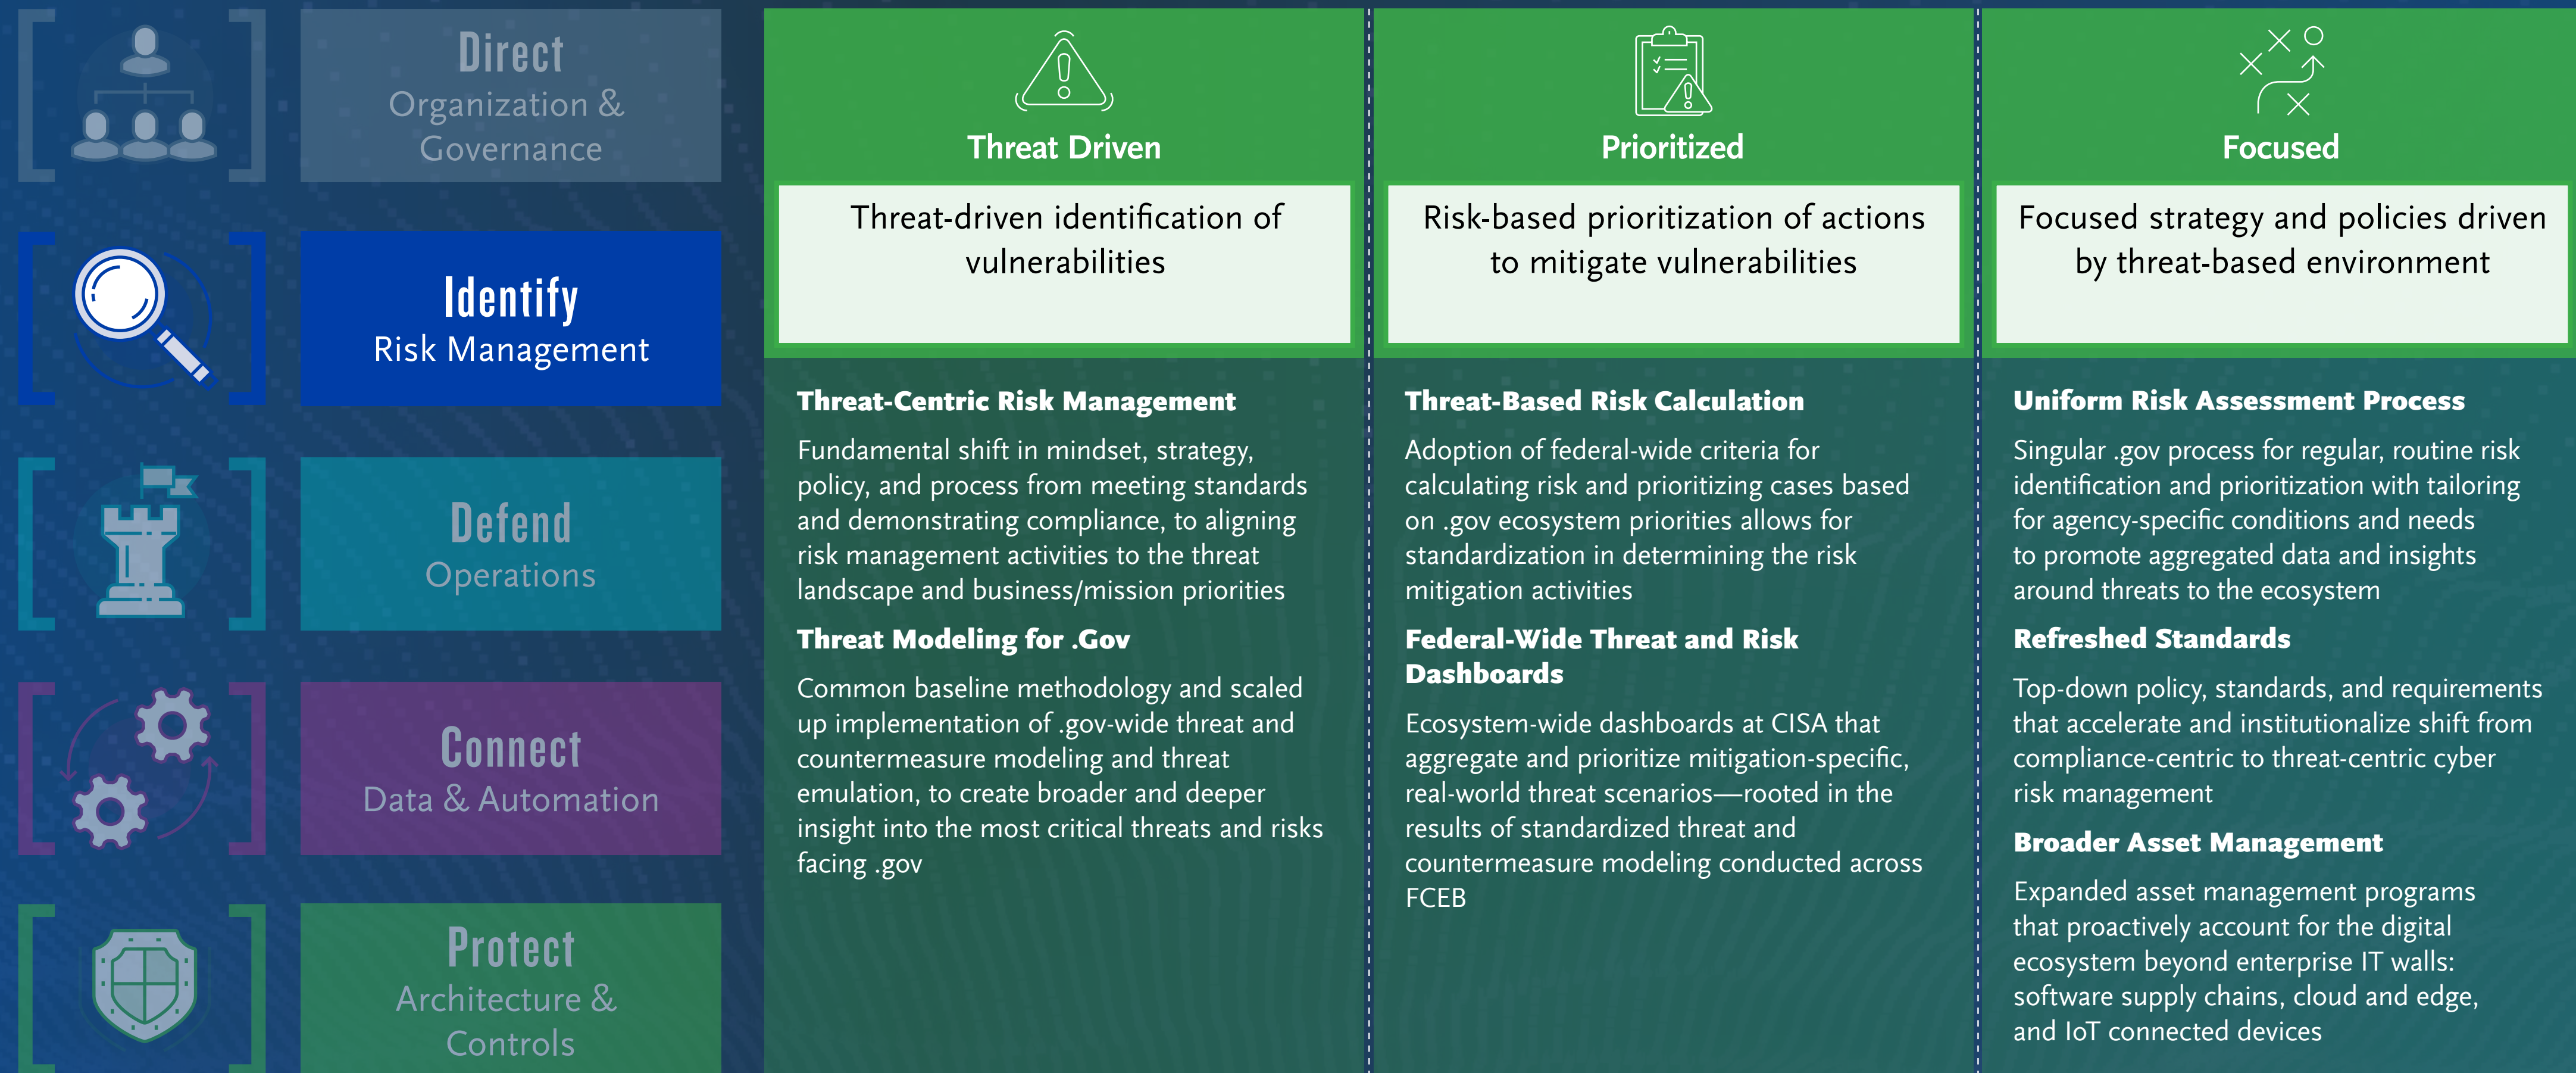 Direct
Organization &
Governance
Identify
Risk Management
Defend
Operations
Connect
Data & Automation
Protect
Architecture &
Controls
Threat Driven
Threat-driven identification of
vulnerabilities
Threat-Centric Risk Management
Fundamental shift in mindset, strategy,
policy, and process from meeting standards
and demonstrating compliance, to aligning
risk management activities to the threat
landscape and business/mission priorities
Threat Modeling for .Gov
Common baseline methodology and scaled
up implementation of .gov-wide threat and
countermeasure modeling and threat
emulation, to create broader and deeper
insight into the most critical threats and risks
facing .gov
Prioritized
Risk-based prioritization of actions
to mitigate vulnerabilities
Threat-Based Risk Calculation
Adoption of federal-wide criteria for
calculating risk and prioritizing cases based
on .gov ecosystem priorities allows for
standardization in determining the risk
mitigation activities
Federal-Wide Threat and Risk
Dashboards
Ecosystem-wide dashboards at CISA that
aggregate and prioritize mitigation-specific,
real-world threat scenarios—rooted in the
results of standardized threat and
countermeasure modeling conducted across
FCEB
Focused
Focused strategy and policies driven
by threat-based environment
Uniform Risk Assessment Process
Singular .gov process for regular, routine risk
identification and prioritization with tailoring
for agency-specific conditions and needs
to promote aggregated data and insights
around threats to the ecosystem
Refreshed Standards
Top-down policy, standards, and requirements
that accelerate and institutionalize shift from
compliance-centric to threat-centric cyber
risk management
Broader Asset Management
Expanded asset management programs
that proactively account for the digital
ecosystem beyond enterprise IT walls:
software supply chains, cloud and edge,
and IoT connected devices